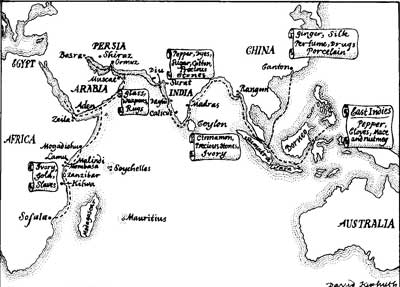 PERSIA
Shiraz
Basra
Ormuz
EGYPT
Muscat
ARABIA
Aden
Zeila
Glass,
Weapons,
Rugs
Pepper, Dyes,
Sugar, Cotton,
Precious
Stones
Diu
Surat
INDIA
Calicut
Madras
Ceylon
Cinnamon,
Precious Stones,
Ivory
CHINA
Ginger, Silk
Perfume, Drugs
Porcelain
Canton
Rangun
Sumatra
Borneo
Java
East Indies
Pepper,
Cloves, Mace
and nutmeg
AFRICA
Mogadishu
Lamu
Malindi
Mombasa
Zanzibar
Kilwa
Ivory
Gold,
Slaves
Seychelles
Sofala
Madagascar
Mauritius
AUSTRALIA
David